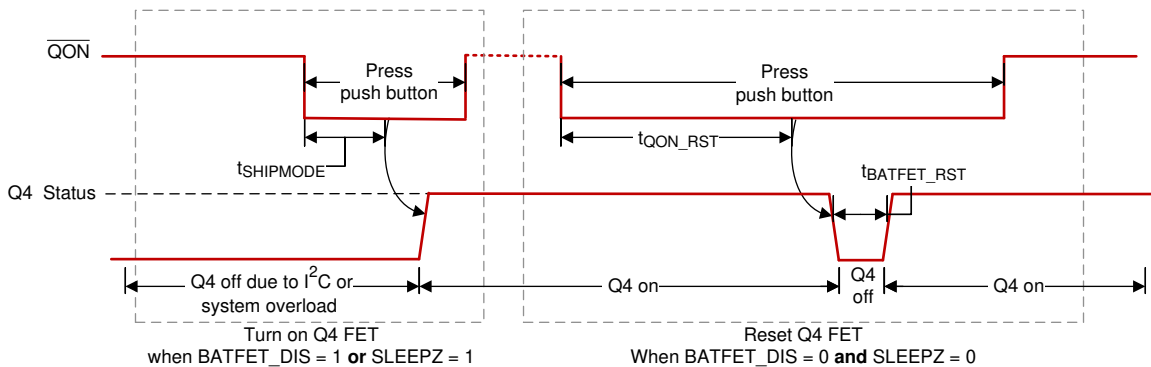 QON
Press
push button
Press
push button
tSHIPMODE
tQON_RST
tBATFET_RST
Q4 Status
Q4 off due to I²C or
system overload
Q4 on
Q4
off
Q4 on
Turn on Q4 FET
when BATFET_DIS = 1 or SLEEPZ = 1
Reset Q4 FET
When BATFET_DIS = 0 and SLEEPZ = 0